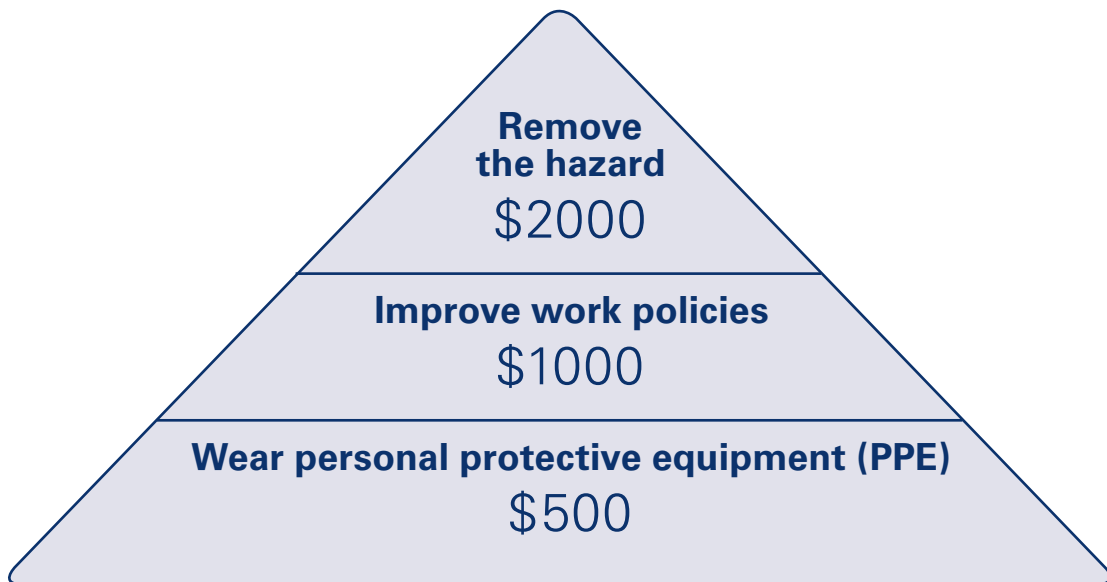 Remove
the hazard
$2000
Improve work policies
$1000
Wear personal protective equipment (PPE)
$500